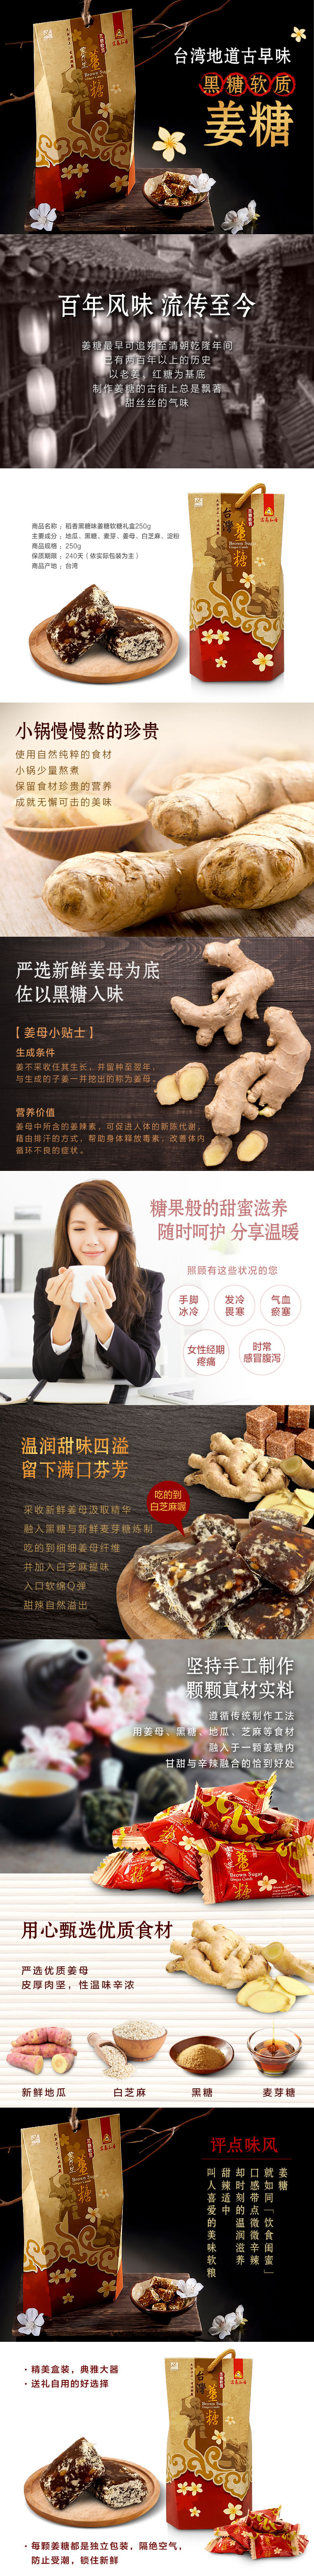 台湾地道古早味
黑糖软质
姜糖
百年风味 流传至今
姜糖最早可追朔至清朝乾隆年间
已有两百年以上的历史
以老姜、红糖为基底
制作姜糖的古街上总是飘著
甜丝丝的气味
商品名称 ：稻香黑糖味姜糖软糖礼盒250g
主要成分 ：地瓜、黑糖、麦芽、姜母、白芝麻、淀粉
商品规格 ：250g
保质期限 ：240天（依实际包装为主）
商品产地 ：台湾
台灣
薑糖
Brown Sugar
Ginger Candy
小锅慢慢熬的珍贵
使用自然纯粹的食材
小锅少量熬煮
保留食材珍贵的营养
成就无懈可击的美味
严选新鲜姜母为底
佐以黑糖入味
【 姜母小贴士 】
生成条件
姜不采收任其生长，并留种至翌年，
与生成的子姜一并挖出的称为姜母。
营养价值
姜母中所含的姜辣素，可促进人体的新陈代谢，
藉由排汗的方式，帮助身体释放毒素，改善体内
循环不良的症状。
糖果般的甜蜜滋养
随时呵护 分享温暖
照顾有这些状况的您
手脚
冰冷
发冷
畏寒
气血
瘀塞
女性经期
疼痛
时常
感冒腹泻
温润甜味四溢
留下满口芬芳
吃的到
白芝麻喔
采收新鲜姜母汲取精华
融入黑糖与新鲜麦芽糖炼制
吃的到细细姜母纤维
并加入白芝麻提味
入口软绵Q弹
甜辣自然溢出
坚持手工制作
颗颗真材实料
遵循传统制作工法
用姜母、黑糖、地瓜、芝麻等食材
融入于一颗姜糖内
甘甜与辛辣融合的恰到好处
薑糖
Brown Sugar
Ginger Candy
用心甄选优质食材
严选优质姜母
皮厚肉坚，性温味辛浓
新鲜地瓜
白芝麻
黑糖
麦芽糖
评点味风
姜糖
就如同「饮食闺蜜」
口感带点微微辛辣
却时刻的温润滋养
甜辣适中
叫人喜爱的美味软粮
·精美盒装，典雅大器
·送礼自用的好选择
台灣
薑糖
Brown Sugar
Ginger Candy
·每颗姜糖都是独立包装，隔绝空气，
防止受潮，锁住新鲜